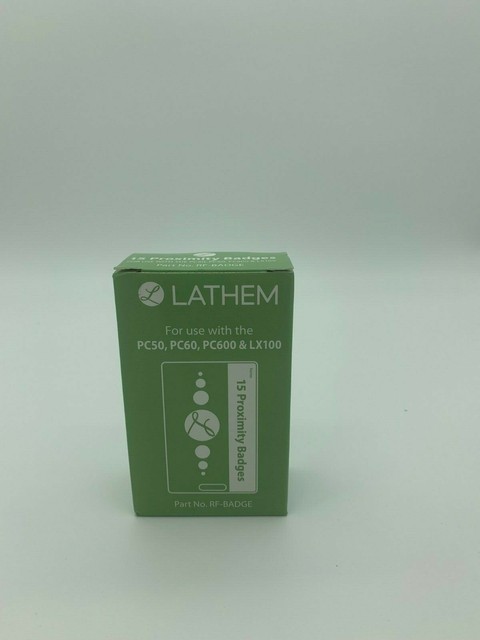 15 Proximity Badges
Part No. RF-BADGE
LATHEM
For use with the
PC50, PC60, PC600 & LX100
15 Proximity Badges
Part No. RF-BADGE